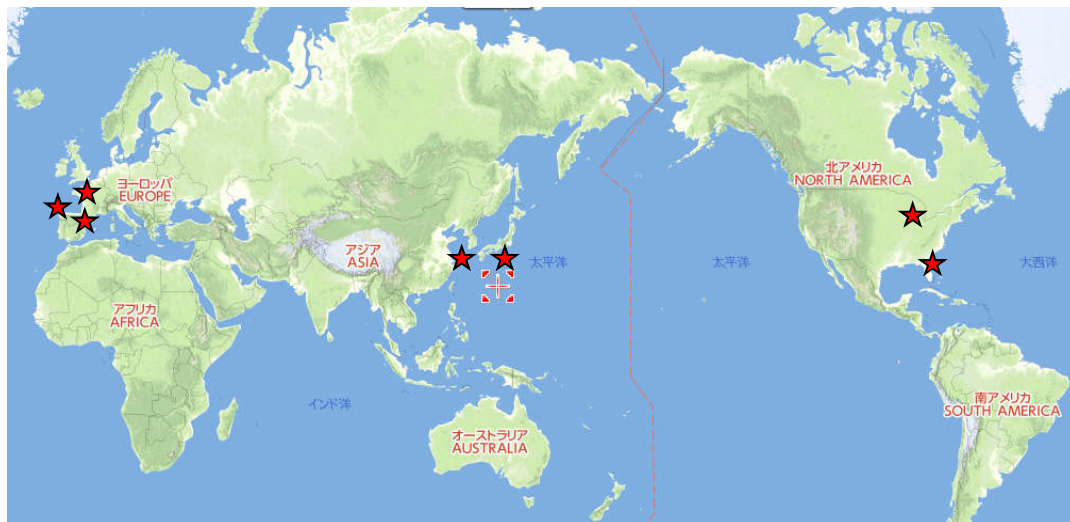 北アメリカ
NORTH AMERICA
ヨーロッパ
EUROPE
アジア
ASIA
太平洋
太平洋
大西洋
アフリカ
AFRICA
インド洋
南アメリカ
SOUTH AMERICA
オーストラリア
AUSTRALIA